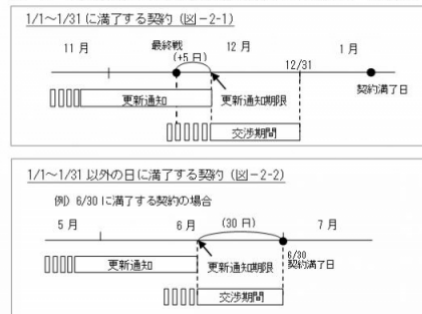 1/1～1/31 に満了する契約 (図－2-1)
11 月
最終戦
(+5 日)
12 月
1 月
12/31
契約満了日
更新通知
更新通知期限
交渉期間
1/1～1/31 以外の日に満了する契約 (図－2-2)
例) 6/30 に満了する契約の場合
5 月
6 月
(30 日)
7 月
6/30
契約満了日
更新通知
更新通知期限
交渉期間